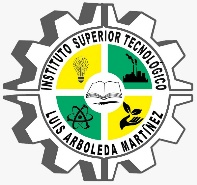 INSTITUTO SUPERIOR TECNOLÓGICO
LUIS ARBOLEDA MARTÍNEZ